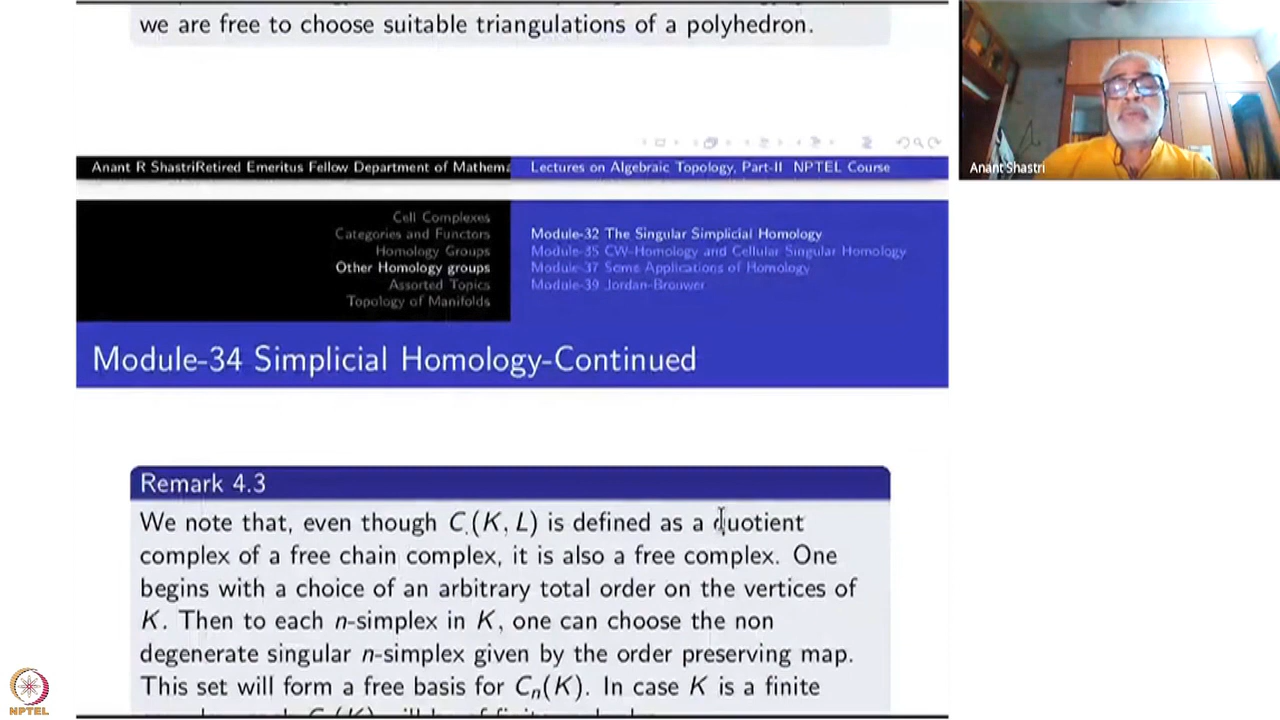 we are free to choose suitable triangulations of a polyhedron.
Anant Shastri
Anant R ShastriRetired Emeritus Fellow Department of Mathema
Lectures on Algebraic Topology, Part-II NPTEL Course
Cell Complexes
Categories and Functors
Homology Groups
Other Homology groups
Assorted Topics
Topology of Manifolds
Module-32 The Singular Simplicial Homology
Module-35 CW-Homology and Cellular Singular Homology
Module-37 Some Applications of Homology
Module-39 Jordan-Brouwer
Module-34 Simplicial Homology-Continued
Remark 4.3
We note that, even though C.(K, L) is defined as a quotient
complex of a free chain complex, it is also a free complex. One
begins with a choice of an arbitrary total order on the vertices of
K. Then to each n-simplex in K, one can choose the non
degenerate singular n-simplex given by the order preserving map.
This set will form a free basis for Cₙ(K). In case K is a finite
NPTEL